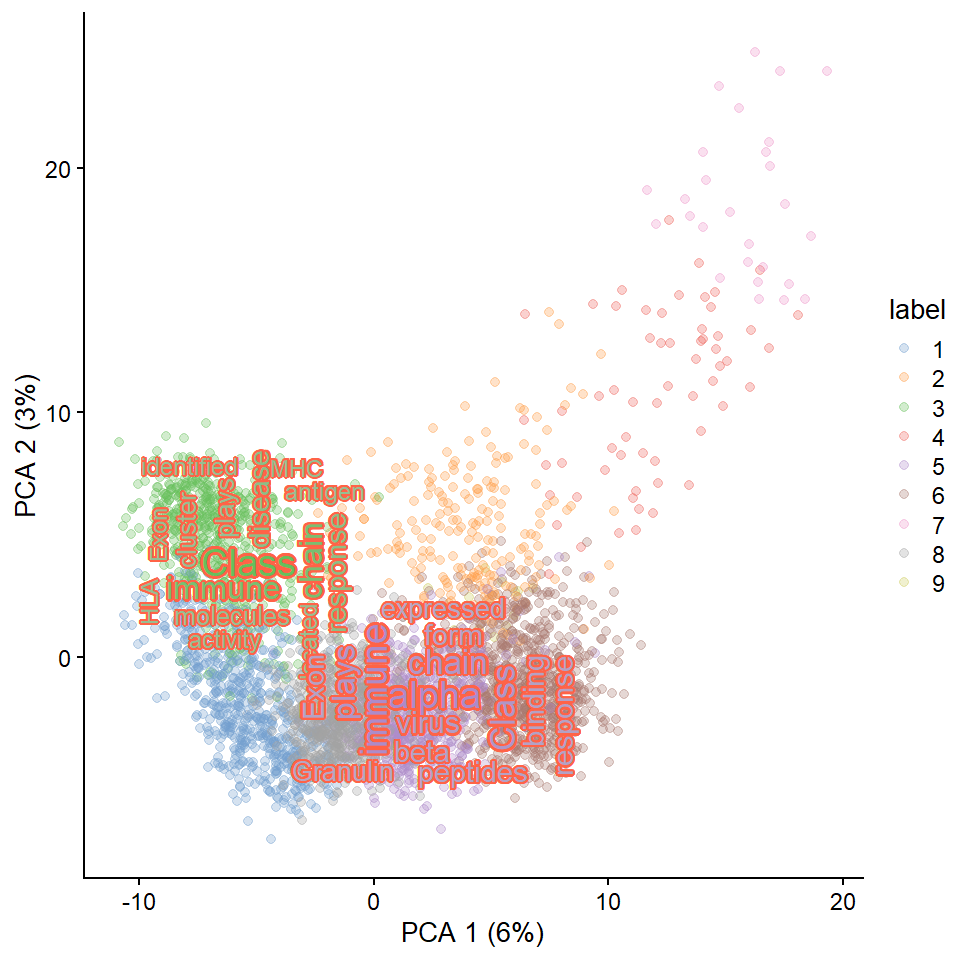 20
10
0
-10
0
10
20
PCA 1 (6%)
PCA 2 (3%)
label
1
2
3
4
5
6
7
8
9
identified
MHC
antigen
plays
disease
cluster
Exon
Class
chain
response
immune
HLA
molecules
activity
expressed
form
chain
immune
plays
Exon
alpha
Class
binding
response
virus
beta
Granulin
peptides